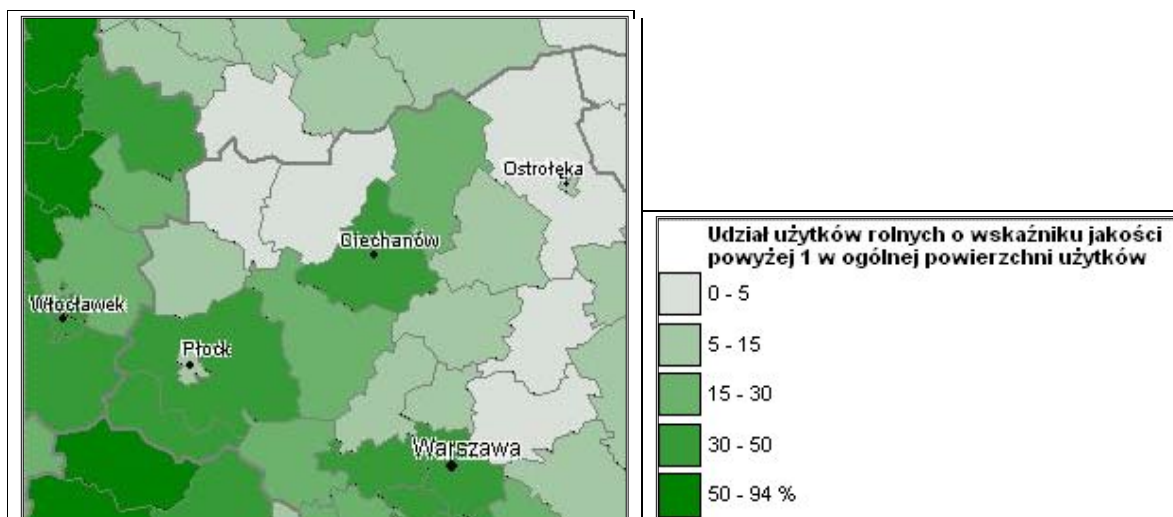 Ostrołęka
Ciechanów
Włocławek
Płock
Warszawa
Udział użytków rolnych o wskaźniku jakości
powyżej 1 w ogólnej powierzchni użytków
0 - 5
5 - 15
15 - 30
30 - 50
50 - 94 %